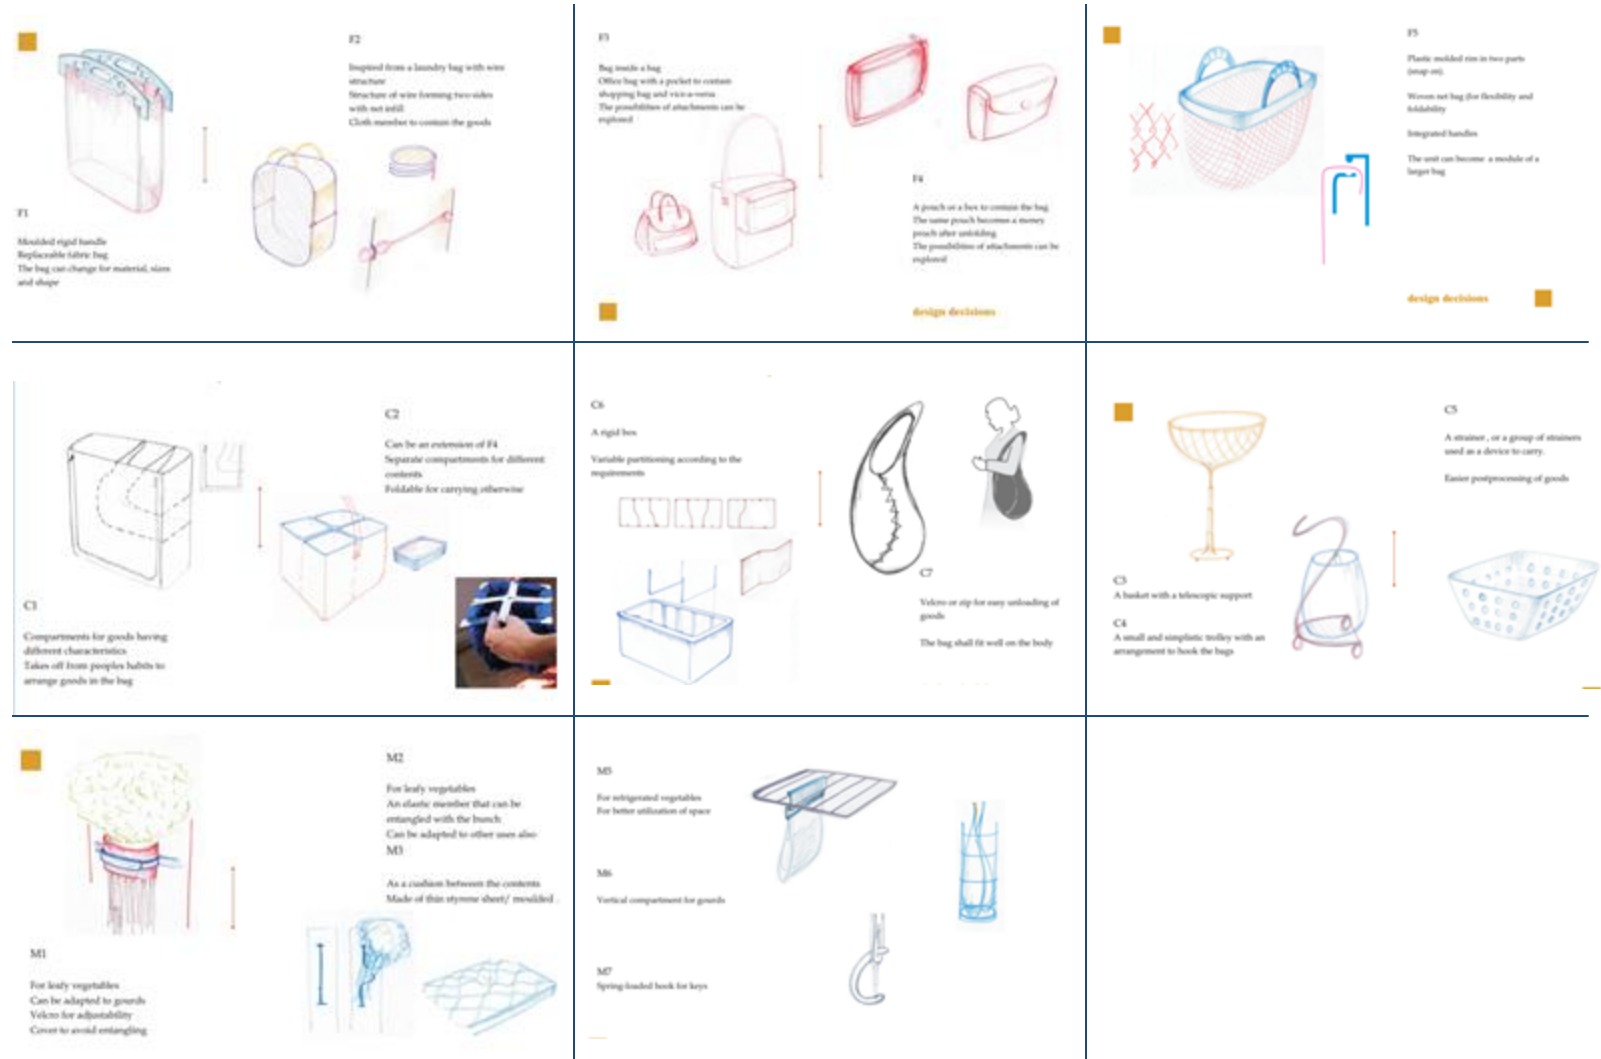 F1
Moulded rigid handle
Replaceable fabric bag
The bag can change for material, sizes
and shape
F2
Inspired from a laundry bag with wire
structure
Structure of wire forming two-sides
with net infill
Cloth member to contain the goods
F3
Bag inside a bag
Office bag with a pocket to contain
shopping bag and vice-a-versa
The possibilities of attachments can be
explored
F4
A pouch or a box to contain the bag
The same pouch becomes a money
pouch after unfolding
The possibilities of attachments can be
explored
design decisions
F5
Plastic molded rim in two parts
(snap on).
Woven net bag (for flexibility and
foldability
Integrated handles
The unit can become a module of a
larger bag
design decisions
C1
Compartments for goods having
different characteristics
Takes off from peoples habits to
arrange goods in the bag
C2
Can be an extension of F4
Separate compartments for different
contents
Foldable for carrying otherwise
C6
A rigid box
Variable partitioning according to the
requirements
C7
Velcro or zip for easy unloading of
goods
The bag shall fit well on the body
C3
A basket with a telescopic support
C4
A small and simplistic trolley with an
arrangement to hook the bags
C5
A strainer, or a group of strainers
used as a device to carry.
Easier postprocessing of goods
M1
For leafy vegetables
Can be adapted to gourds
Velcro for adjustability
Cover to avoid entangling
M2
For leafy vegetables
An elastic member that can be
entangled with the bunch
Can be adapted to other uses also
M3
As a cushion between the contents
Made of thin styrene sheet/ moulded
M5
For refrigerated vegetables
For better utilization of space
M6
Vertical compartment for gourds
M7
Spring-loaded hook for keys